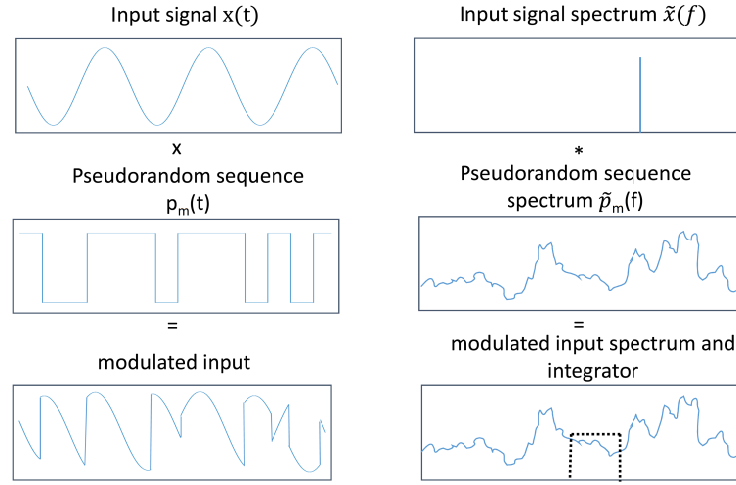 Input signal x(t)
x
Pseudorandom sequence
pₘ(t)
=
modulated input
Input signal spectrum x̃(f)
*
Pseudorandom secuence
spectrum p̃ₘ(f)
=
modulated input spectrum and
integrator